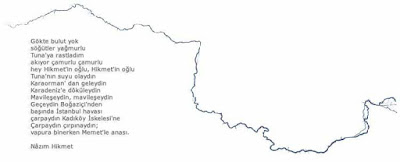 Gökte bulut yok
söğütler yağmurlu
Tuna'ya rastladım
akıyor çamurlu çamurlu
hey Hikmet'in oğlu, Hikmet'in oğlu
Tuna'nın suyu olaydın
Karaorman' dan geleydin
Karadeniz'e döküleydin
Mavileşeydin, mavileşeydin
Geçeydin Boğaziçi'nden
başında İstanbul havası
çarpaydın Kadıköy İskelesi'ne
Çarpaydın çırpınaydın;
vapura binerken Memet'le anası.
Nâzım Hikmet